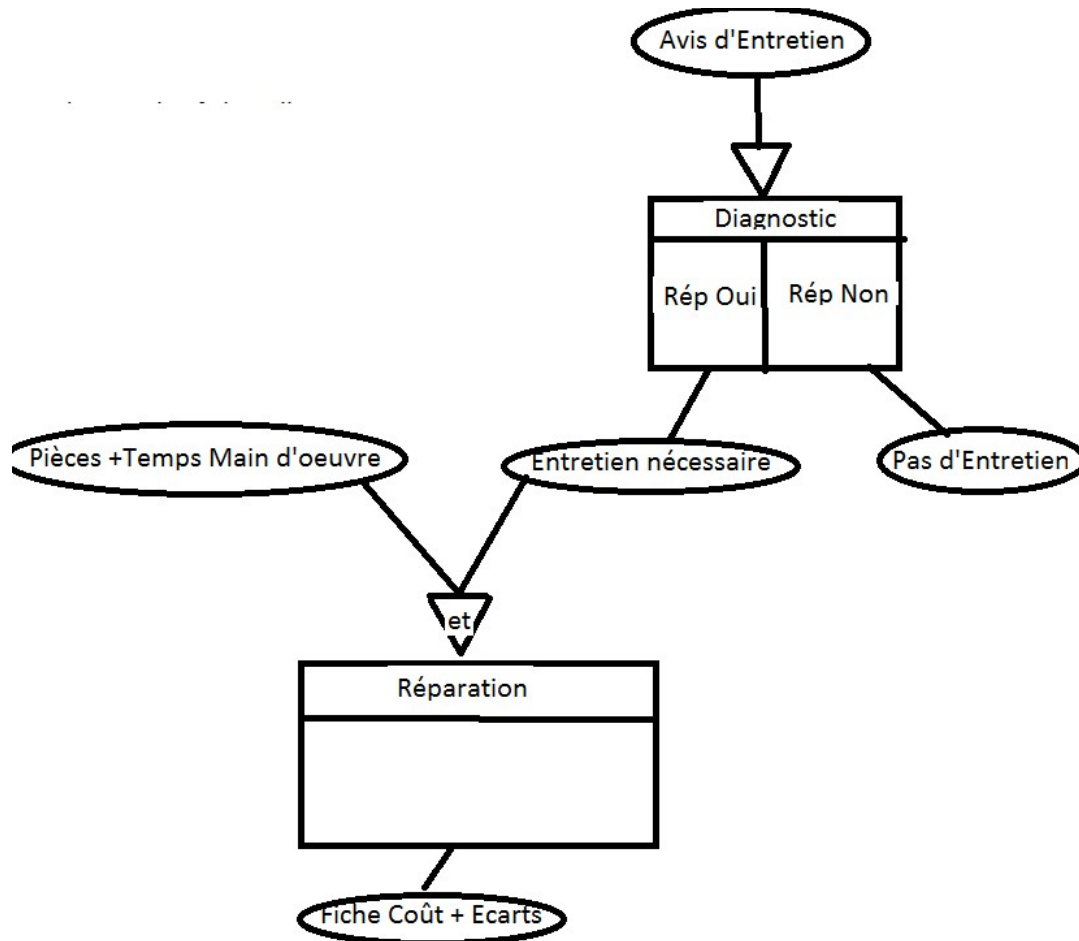 Avis d'Entretien
Diagnostic
Rép Oui
Rép Non
Pièces +Temps Main d'oeuvre
Entretien nécessaire
Pas d'Entretien
et
Réparation
Fiche Coût + Ecarts